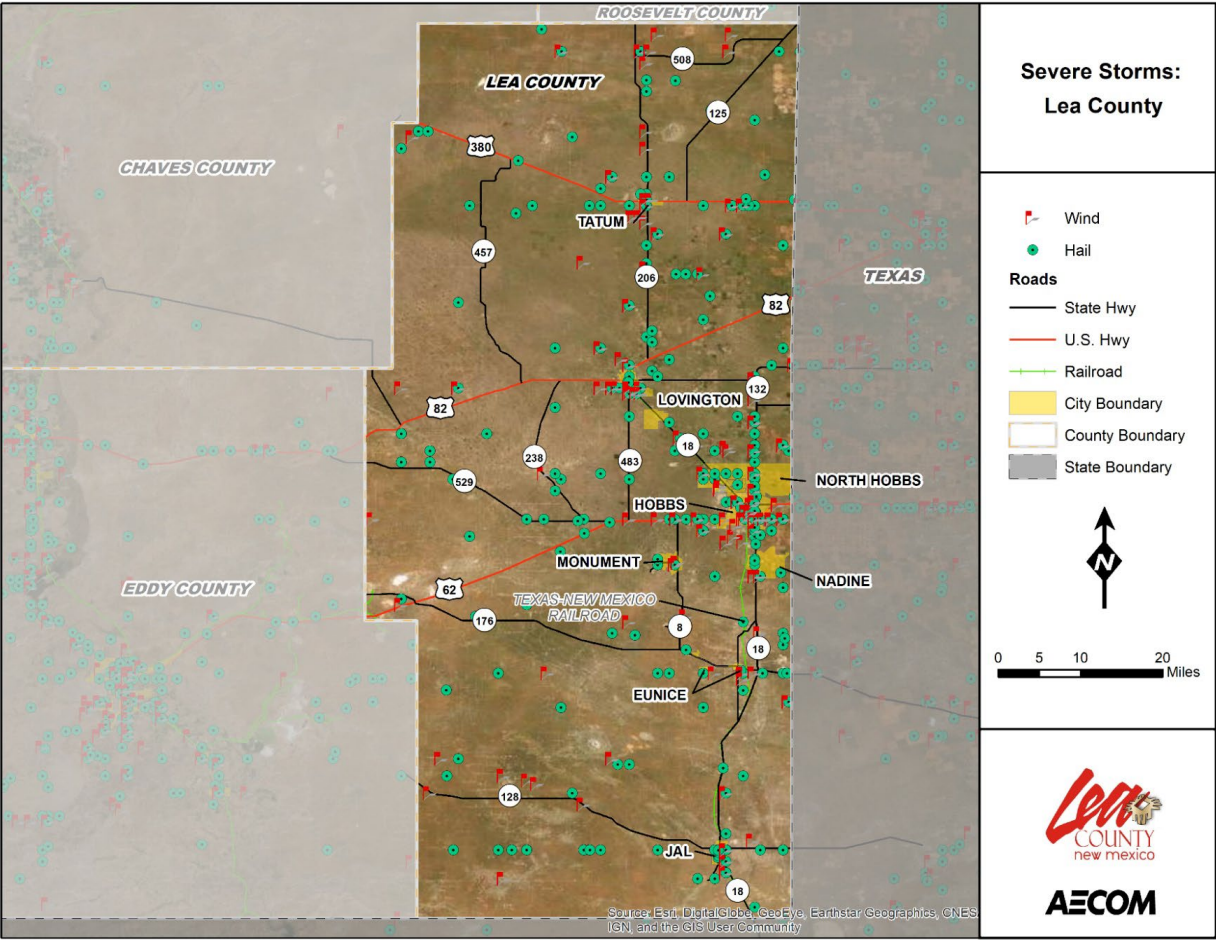 ROOSEVELT COUNTY
LEA COUNTY
508
125
380
CHAVES COUNTY
TATUM
457
206
TEXAS
82
132
LOVINGTON
82
18
238
483
529
NORTH HOBBS
HOBBS
MONUMENT
NADINE
EDDY COUNTY
62
TEXAS-NEW MEXICO
RAILROAD
176
8
18
EUNICE
128
JAL
18
Source: Esri, DigitalGlobe, GeoEye, Earthstar Geographics, CNES,
IGN, and the GIS User Community
Severe Storms:
Lea County
Wind
Hail
Roads
State Hwy
U.S. Hwy
Railroad
City Boundary
County Boundary
State Boundary
N
0 5 10 20
Miles
Lea
COUNTY
new mexico
AECOM